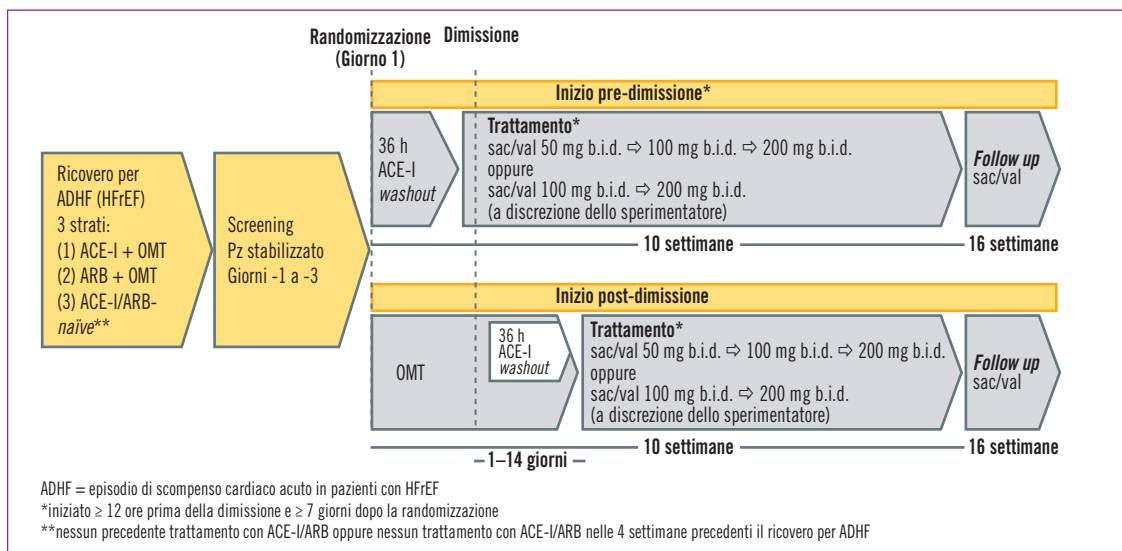 Randomizzazione
(Giorno 1)
Dimissione
Inizio pre-dimissione*
Ricovero per
ADHF (HFrEF)
3 strati:
(1) ACE-I + OMT
(2) ARB + OMT
(3) ACE-I/ARB-
naïve**
Screening
Pz stabilizzato
Giorni -1 a -3
36 h
ACE-I
washout
Trattamento*
sac/val 50 mg b.i.d. ⇨ 100 mg b.i.d. ⇨ 200 mg b.i.d.
oppure
sac/val 100 mg b.i.d. ⇨ 200 mg b.i.d.
(a discrezione dello sperimentatore)
Follow up
sac/val
10 settimane
16 settimane
Inizio post-dimissione
OMT
36 h
ACE-I
washout
Trattamento*
sac/val 50 mg b.i.d. ⇨ 100 mg b.i.d. ⇨ 200 mg b.i.d.
oppure
sac/val 100 mg b.i.d. ⇨ 200 mg b.i.d.
(a discrezione dello sperimentatore)
Follow up
sac/val
10 settimane
16 settimane
1–14 giorni
ADHF = episodio di scompenso cardiaco acuto in pazienti con HFrEF
*iniziato ≥ 12 ore prima della dimissione e ≥ 7 giorni dopo la randomizzazione
**nessun precedente trattamento con ACE-I/ARB oppure nessun trattamento con ACE-I/ARB nelle 4 settimane precedenti il ricovero per ADHF